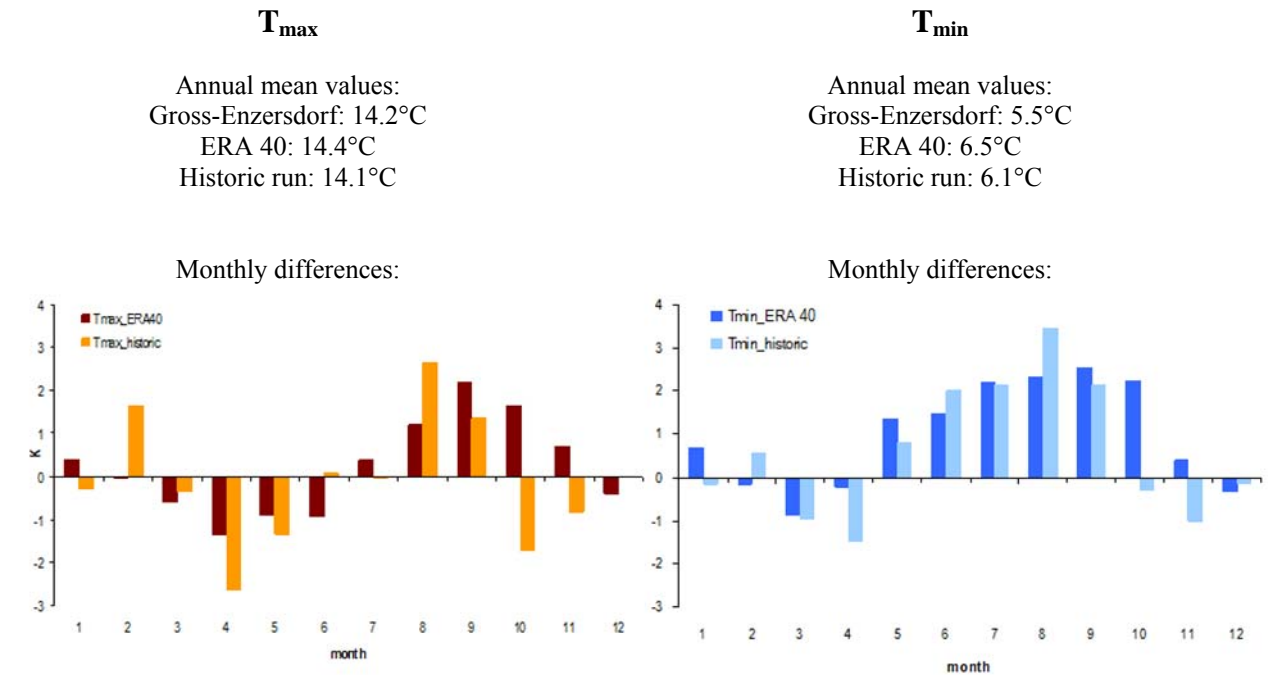 Tmax
Annual mean values:
Gross-Enzersdorf: 14.2°C
ERA 40: 14.4°C
Historic run: 14.1°C
Monthly differences:
4
3
2
1
0
-1
-2
-3
K
Tmax_ERA40
Tmax_historic
1 2 3 4 5 6 7 8 9 10 11 12
month
Tmin
Annual mean values:
Gross-Enzersdorf: 5.5°C
ERA 40: 6.5°C
Historic run: 6.1°C
Monthly differences:
4
3
2
1
0
-1
-2
-3
Tmin_ERA 40
Tmin_historic
1 2 3 4 5 6 7 8 9 10 11 12
month